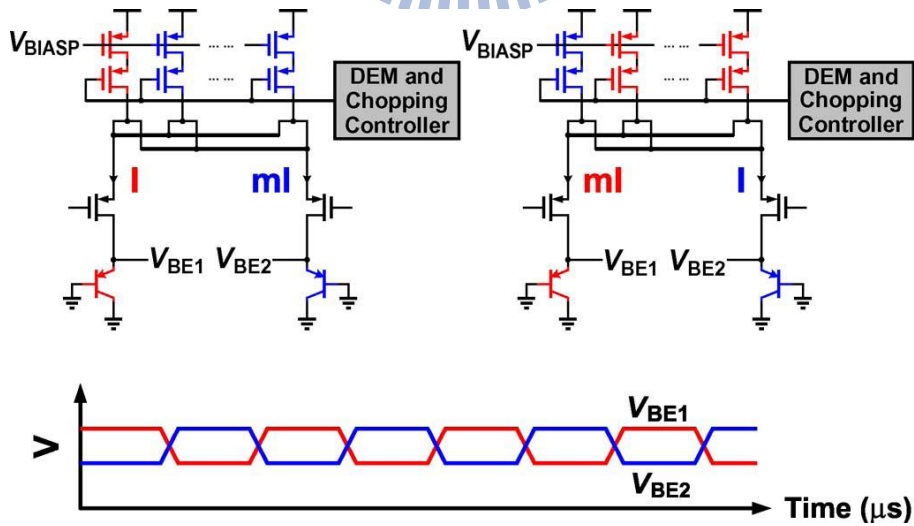 VBIASP
... ...
... ...
DEM and
Chopping
Controller
I
mI
VBE1
VBE2
VBIASP
... ...
... ...
DEM and
Chopping
Controller
mI
I
VBE1
VBE2
V
VBE1
VBE2
Time (μs)